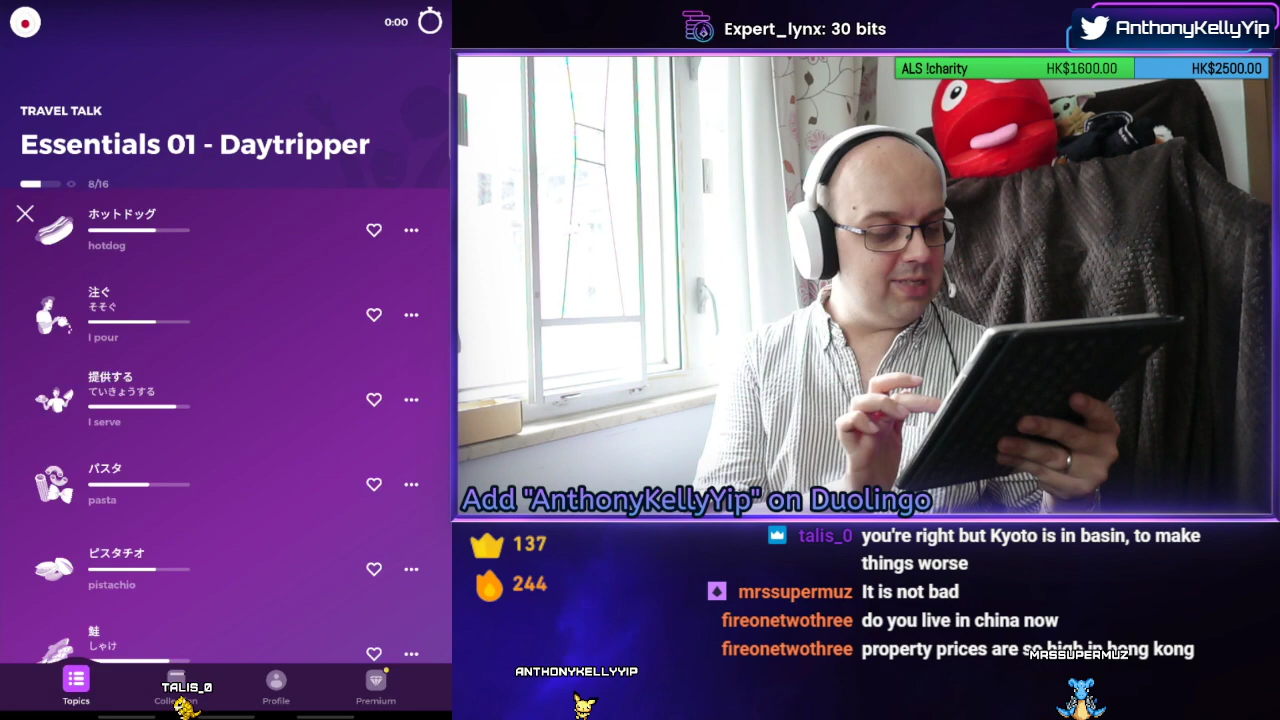 0:00
TRAVEL TALK
Essentials 01 - Daytripper
8/16
ホットドッグ
hotdog
注ぐ
そそぐ
I pour
提供する
ていきょうする
I serve
パスタ
pasta
ピスタチオ
pistachio
鮭
しゃけ
Topics
Profile
Premium
TALIS_0
Expert_lynx: 30 bits
AnthonyKellyYip
ALS !charity HK$1600.00 HK$2500.00
Add "AnthonyKellyYip" on Duolingo
137
244
talis_0 you're right but Kyoto is in basin, to make
things worse
mrssupermuz It is not bad
fireonetwothree do you live in china now
fireonetwothree property prices are so high in hong kong
ANTHONYKELLYYIP
MRSSUPERMUZ